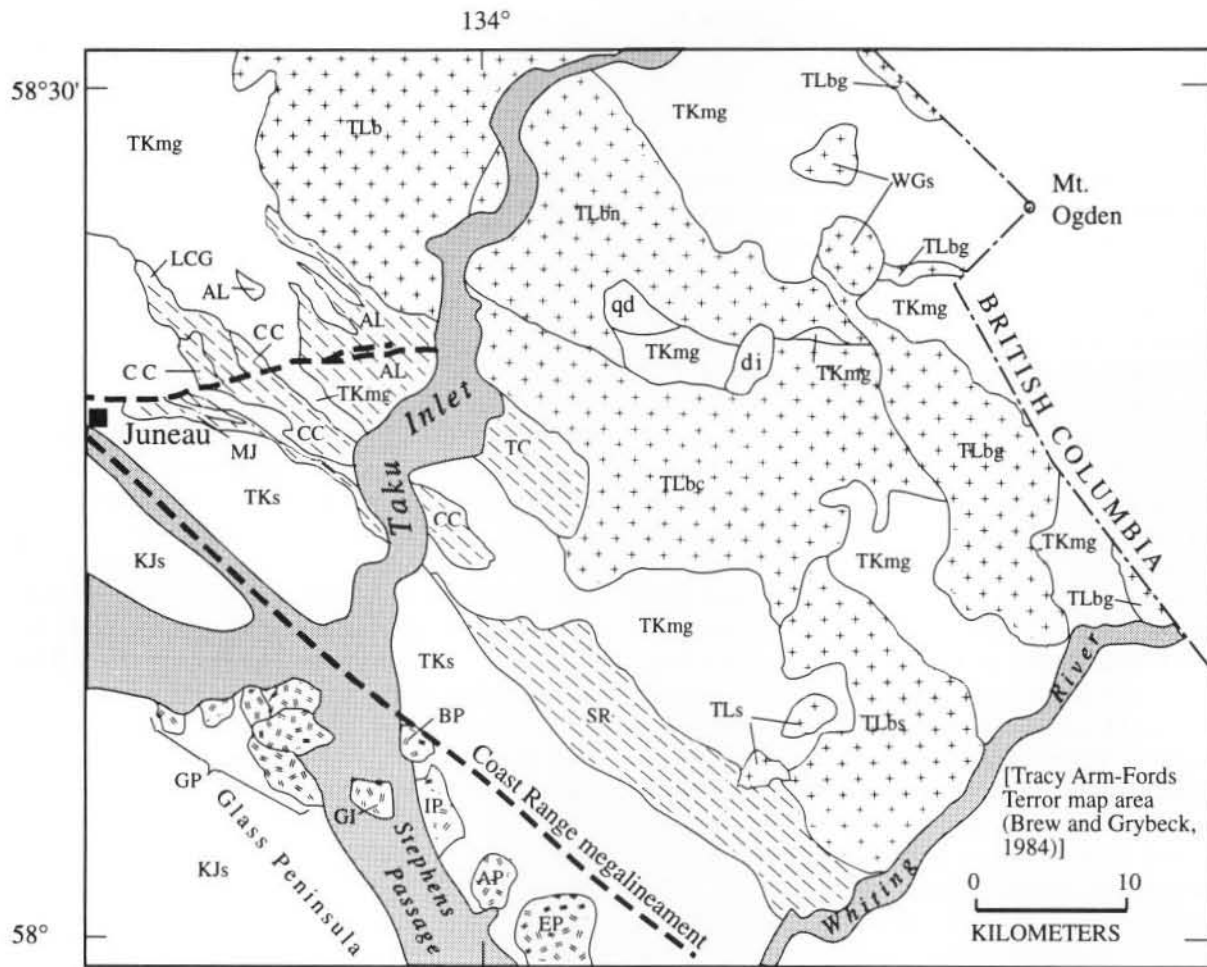 134°
58°30'
TLbg
TKmg
TLb
TKmg
WGs
Mt.
Ogden
TLbn
TLbg
LCG
AL
qd
TKmg
AL
CC
TKmg
di
TKmg
CC
AL
TKmg
BRITISH COLUMBIA
Juneau
Inlet
CC
MJ
TC
TLbg
Taku
TLbc
TKs
CC
TKmg
KJs
TKmg
TLbg
TKmg
TKs
River
BP
SR
TLs
TLbs
GP
Coast Range megalineament
[Tracy Arm-Fords
Terror map area
(Brew and Grybeck,
1984)]
GI
IP
Glass Peninsula
Stephens
Passage
KJs
AP
Whiting
0 10
EP
58°
KILOMETERS